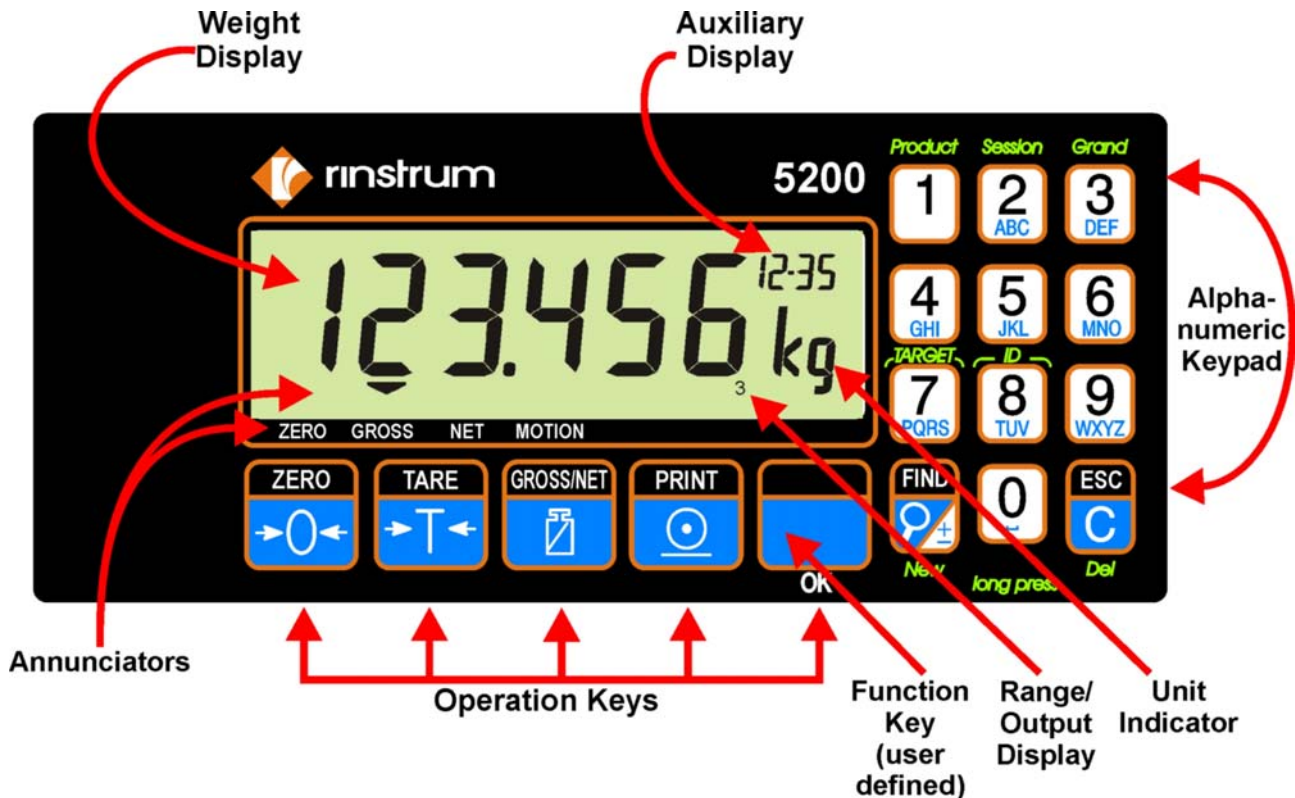 Weight
Display
Auxiliary
Display
rinstrum
5200
123.456
12-35
kg
3
ZERO GROSS NET MOTION
ZERO TARE GROSS/NET PRINT
→0← →T←
OK
Product Session Grand
1 2 3
ABC DEF
4 5 6
GHI JKL MNO
TARGET ID
7 8 9
PQRS TUV WXYZ
FIND 0 ESC
± C
New long press Del
Alpha-
numeric
Keypad
Annunciators
Operation Keys
Function
Key
(user
defined)
Range/
Output
Display
Unit
Indicator